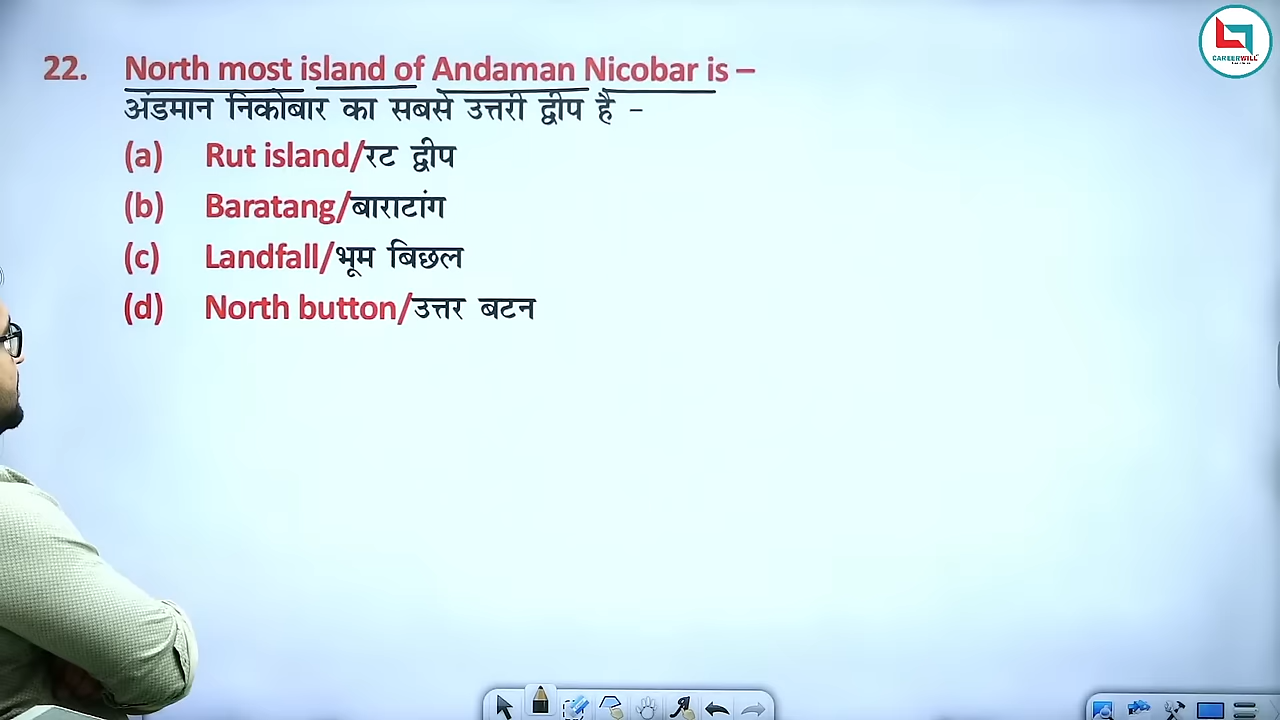 22. North most island of Andaman Nicobar is –
अंडमान निकोबार का सबसे उत्तरी द्वीप है –
(a) Rut island/रट द्वीप
(b) Baratang/बाराटांग
(c) Landfall/भूम बिछल
(d) North button/उत्तर बटन
CAREERWILL